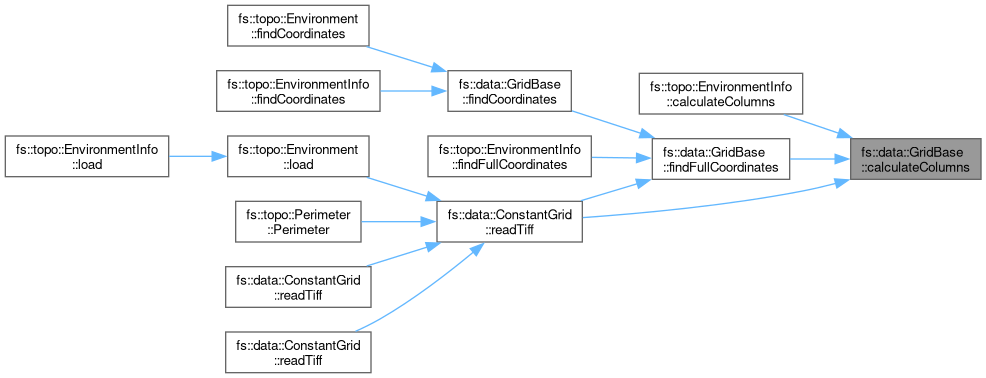 fs::topo::Environment
::findCoordinates
fs::topo::EnvironmentInfo
::findCoordinates
fs::data::GridBase
::findCoordinates
fs::topo::EnvironmentInfo
::calculateColumns
fs::topo::EnvironmentInfo
::load
fs::topo::Environment
::load
fs::topo::EnvironmentInfo
::findFullCoordinates
fs::data::GridBase
::findFullCoordinates
fs::data::GridBase
::calculateColumns
fs::topo::Perimeter
::Perimeter
fs::data::ConstantGrid
::readTiff
fs::data::ConstantGrid
::readTiff
fs::data::ConstantGrid
::readTiff